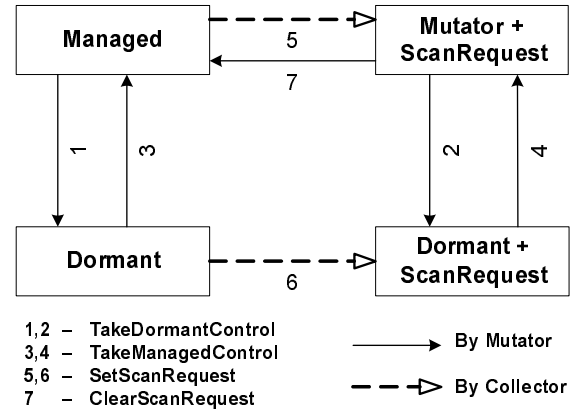 Managed
Mutator +
ScanRequest
5
7
1
3
2
4
Dormant
Dormant +
ScanRequest
6
1,2 – TakeDormantControl
3,4 – TakeManagedControl
5,6 – SetScanRequest
7 – ClearScanRequest
By Mutator
By Collector